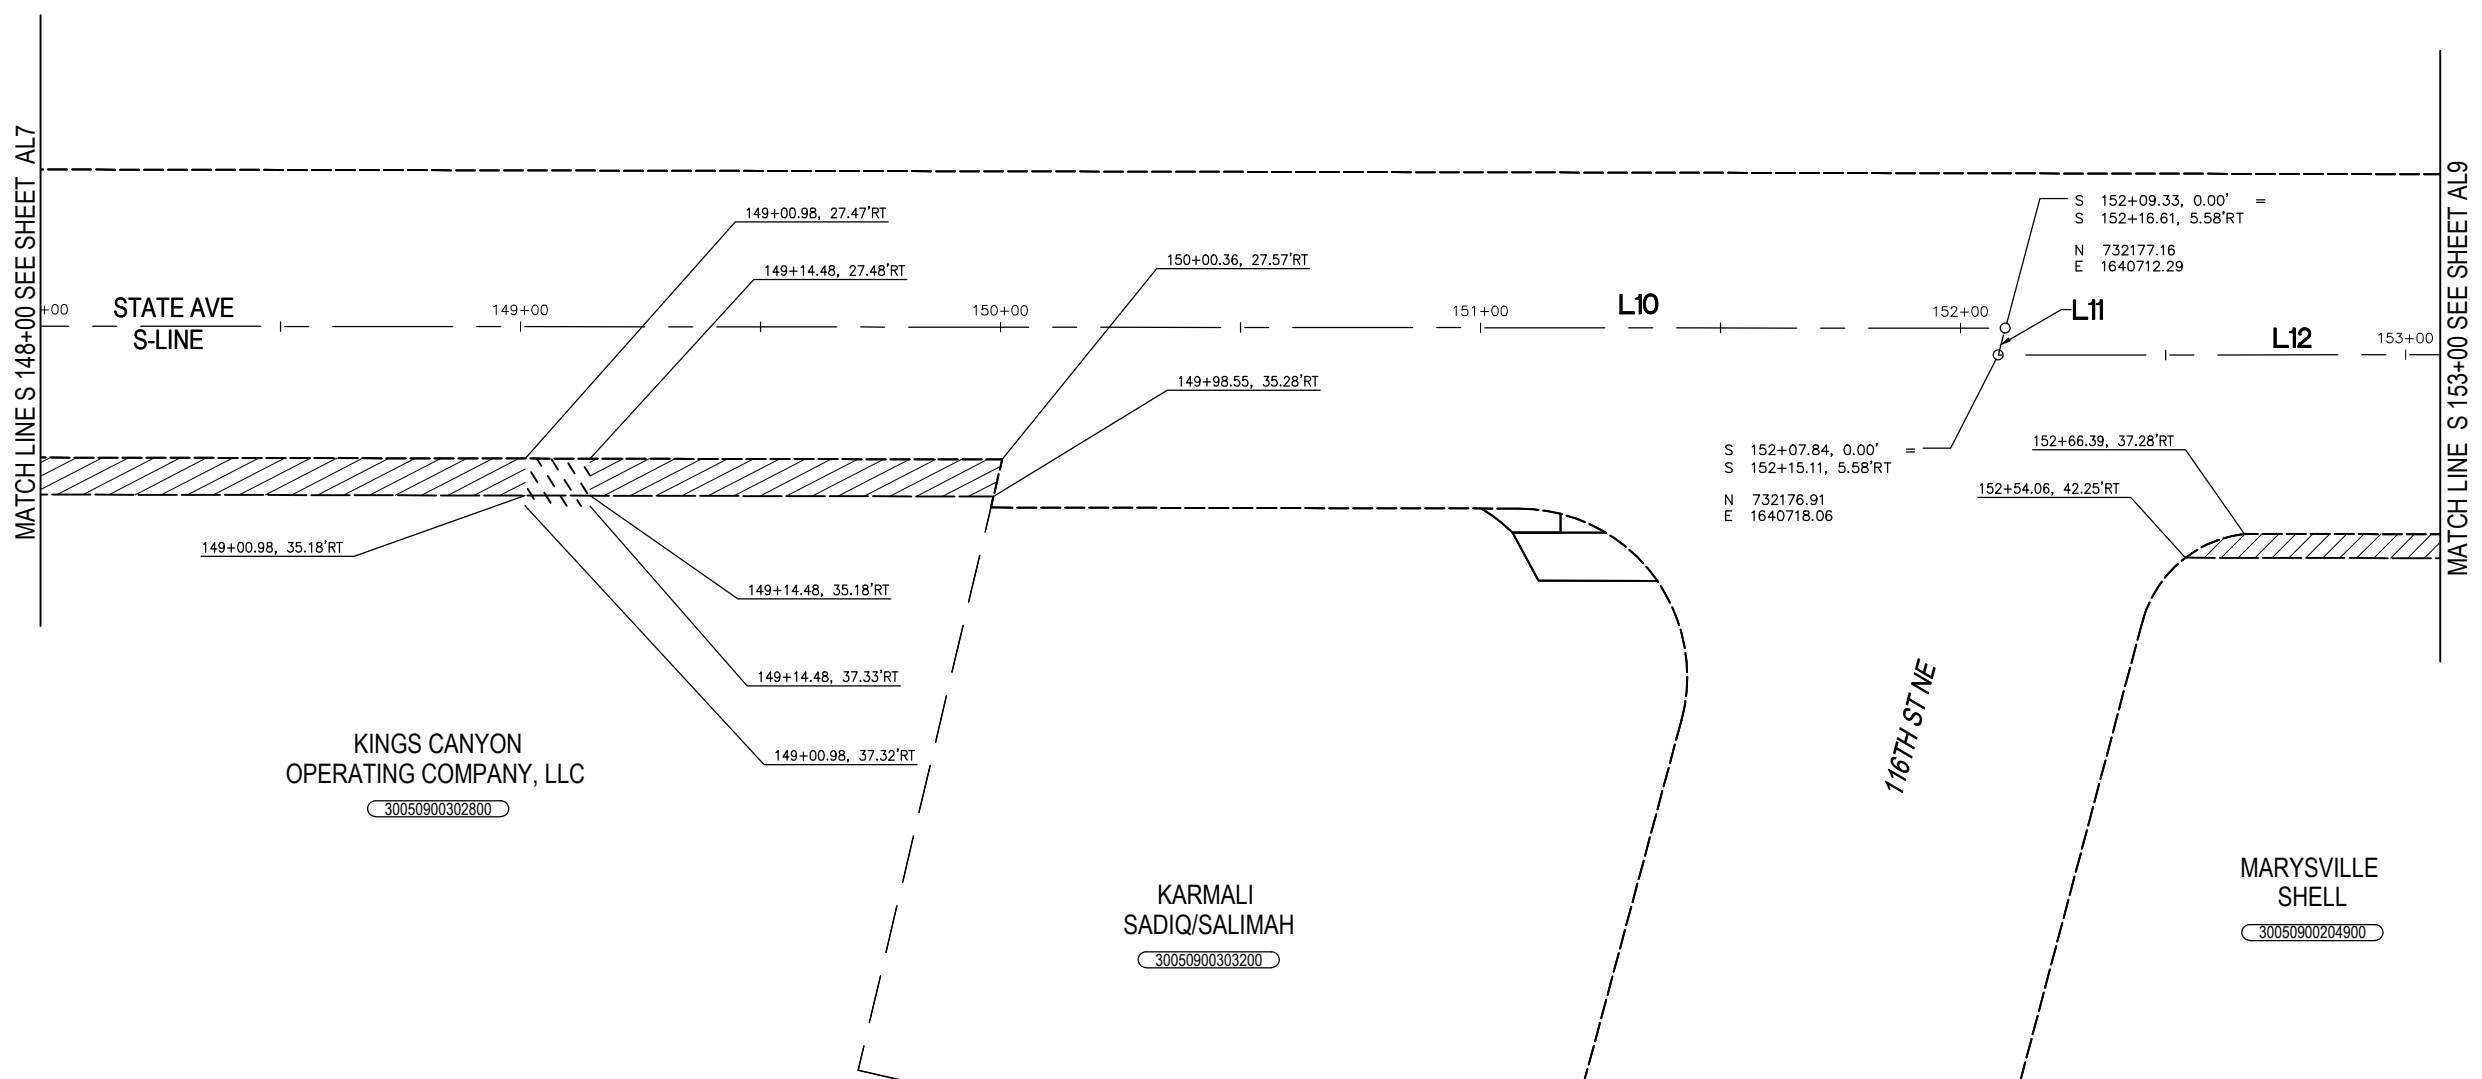 MATCH LINE S 148+00 SEE SHEET AL7
+00
STATE AVE
S-LINE
149+00
149+00.98, 27.47'RT
149+14.48, 27.48'RT
150+00
150+00.36, 27.57'RT
149+98.55, 35.28'RT
151+00
L10
152+00
S 152+09.33, 0.00' =
S 152+16.61, 5.58'RT
N 732177.16
E 1640712.29
L11
L12
153+00
MATCH LINE S 153+00 SEE SHEET AL9
S 152+07.84, 0.00' =
S 152+15.11, 5.58'RT
N 732176.91
E 1640718.06
152+66.39, 37.28'RT
152+54.06, 42.25'RT
149+00.98, 35.18'RT
149+14.48, 35.18'RT
149+14.48, 37.33'RT
149+00.98, 37.32'RT
KINGS CANYON
OPERATING COMPANY, LLC
30050900302800
116TH ST NE
KARMALI
SADIQ/SALIMAH
30050900303200
MARYSVILLE
SHELL
30050900204900